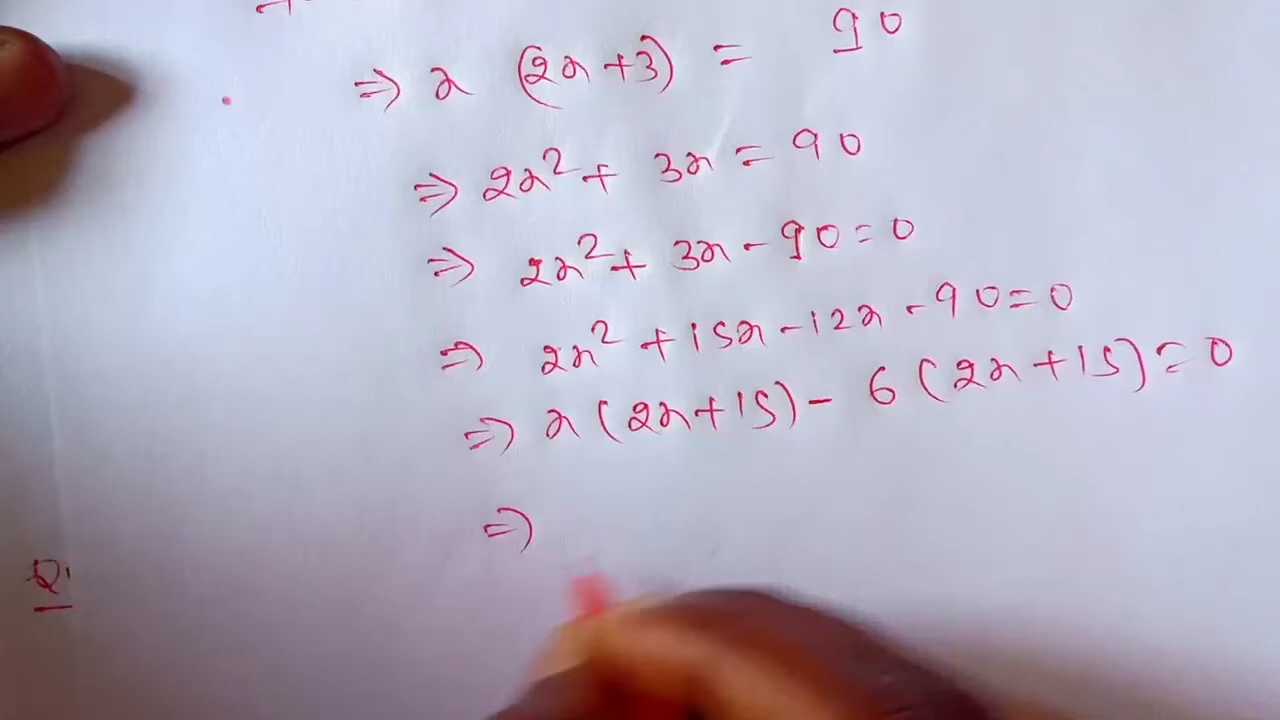 ⇒ x (2x+3) = 90
⇒ 2x² + 3x = 90
⇒ 2x² + 3x - 90 = 0
⇒ 2x² + 15x - 12x - 90 = 0
⇒ x(2x+15) - 6(2x+15) = 0
⇒
Q1